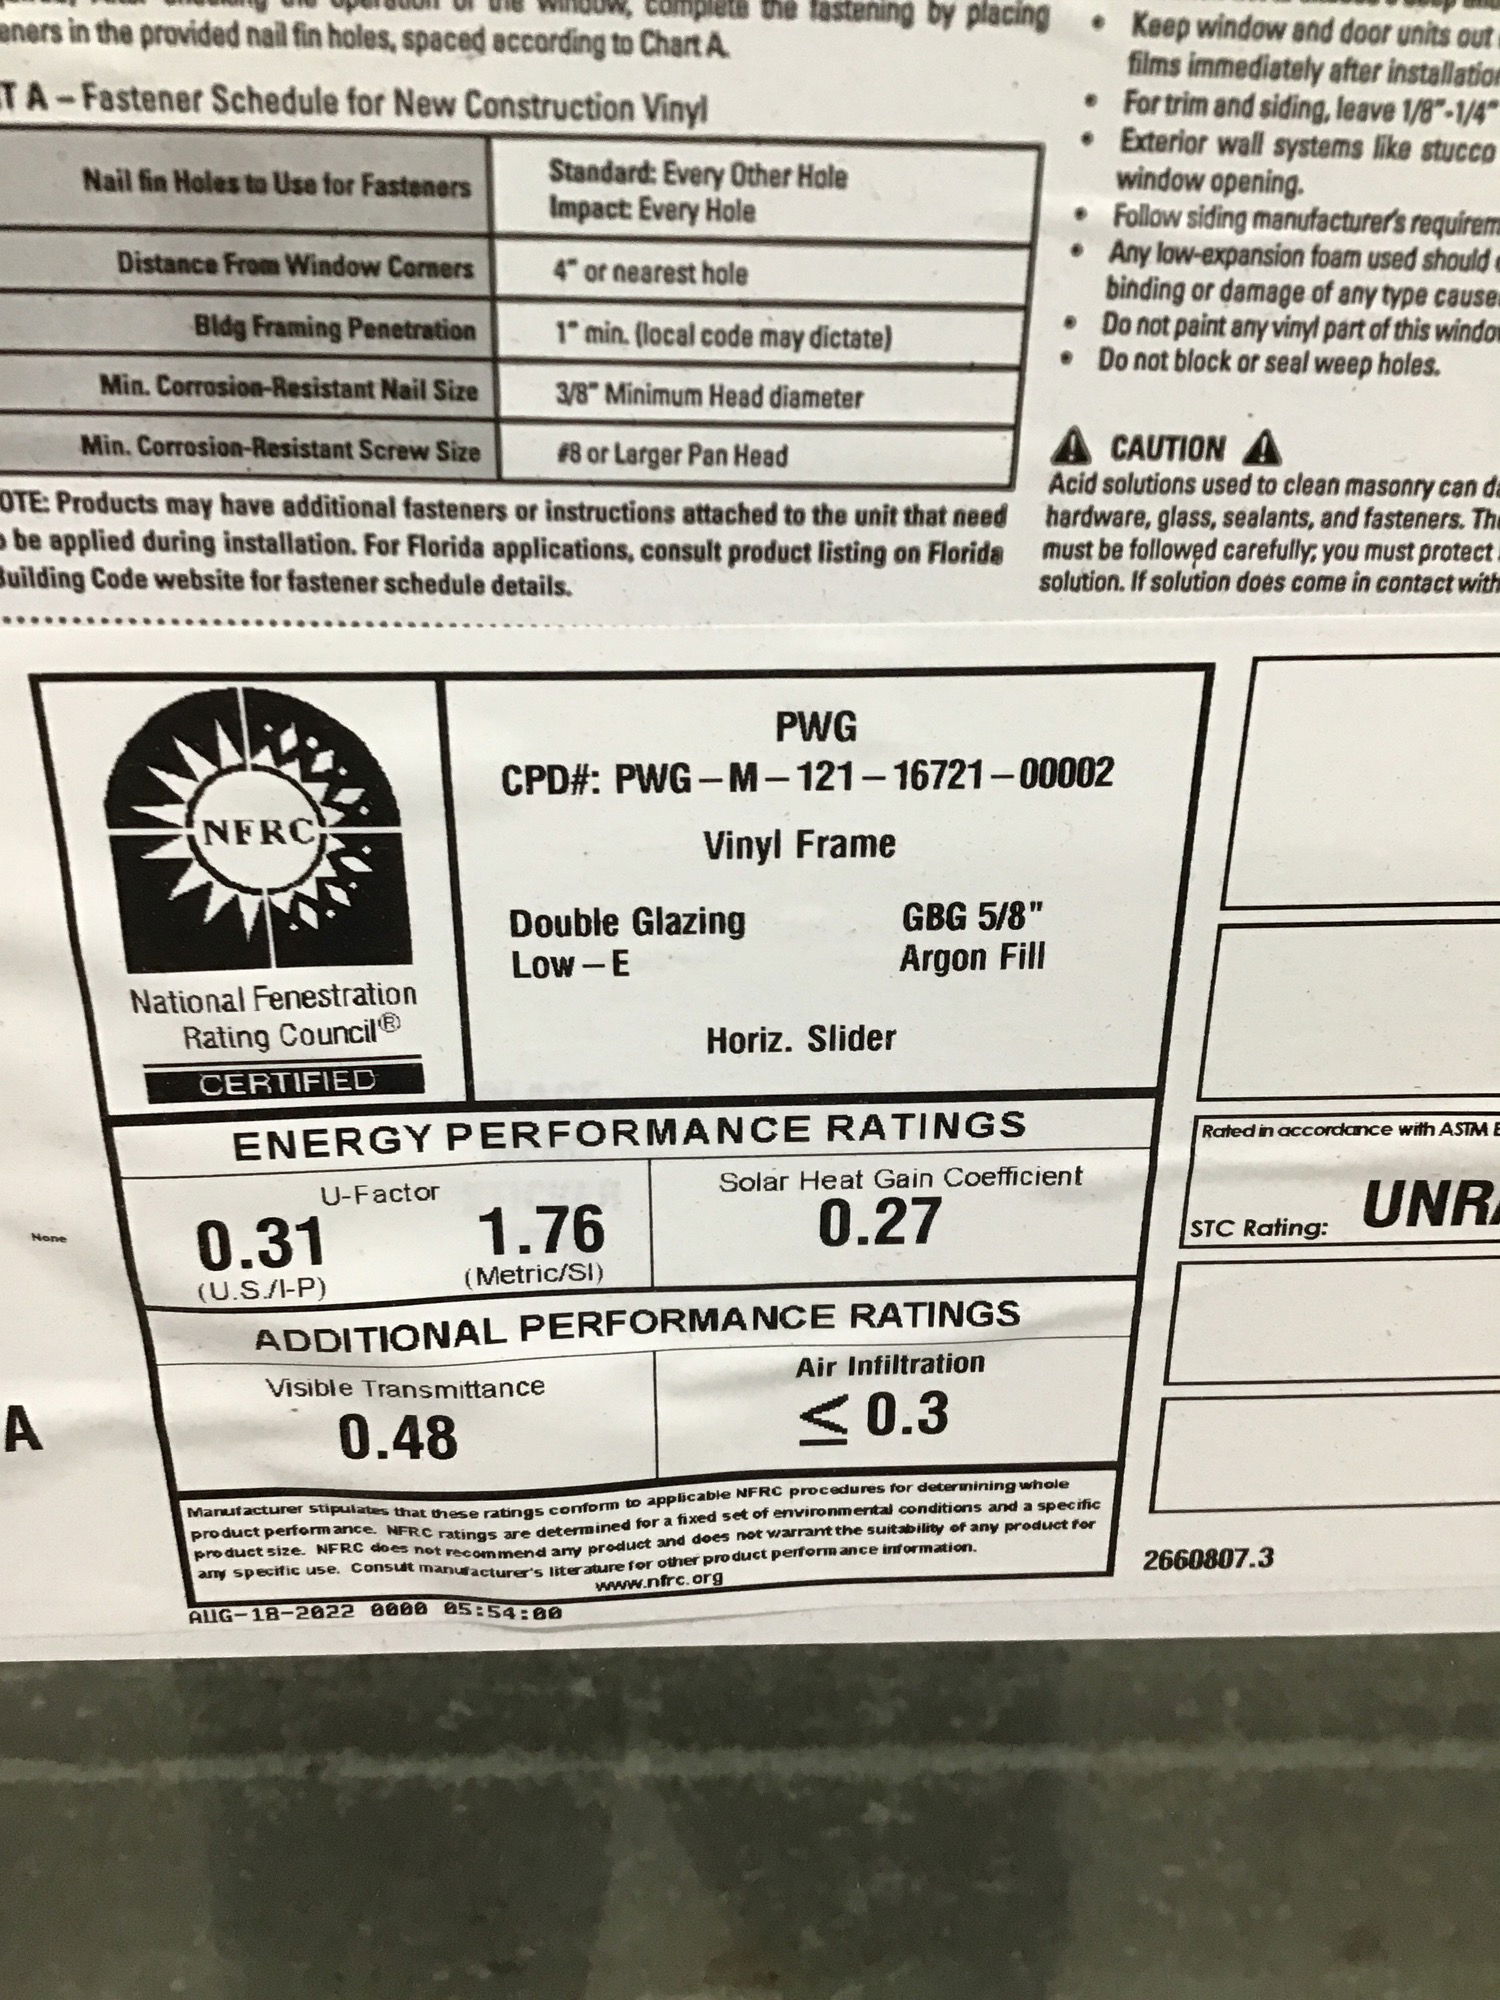 the operation of the window, complete the fastening by placing
in the provided nail fin holes, spaced according to Chart A.
T A – Fastener Schedule for New Construction Vinyl
Nail fin Holes to Use for Fasteners
Standard: Every Other Hole
Impact: Every Hole
Distance From Window Corners
4" or nearest hole
Bldg Framing Penetration
1" min. (local code may dictate)
Min. Corrosion-Resistant Nail Size
3/8" Minimum Head diameter
Min. Corrosion-Resistant Screw Size
#8 or Larger Pan Head
OTE: Products may have additional fasteners or instructions attached to the unit that need
be applied during installation. For Florida applications, consult product listing on Florida
Building Code website for fastener schedule details.
• Keep window and door units out
films immediately after installation
• For trim and siding, leave 1/8"-1/4"
• Exterior wall systems like stucco
window opening.
• Follow siding manufacturer's requirem
• Any low-expansion foam used should
binding or damage of any type cause
• Do not paint any vinyl part of this windo
• Do not block or seal weep holes.
CAUTION
Acid solutions used to clean masonry can da
hardware, glass, sealants, and fasteners. The
must be followed carefully; you must protect
solution. If solution does come in contact with
NFRC
National Fenestration
Rating Council®
CERTIFIED
PWG
CPD#: PWG-M-121-16721-00002
Vinyl Frame
Double Glazing
GBG 5/8"
Low-E
Argon Fill
Horiz. Slider
ENERGY PERFORMANCE RATINGS
U-Factor
0.31
(U.S./I-P)
1.76
(Metric/SI)
Solar Heat Gain Coefficient
0.27
ADDITIONAL PERFORMANCE RATINGS
Visible Transmittance
0.48
Air Infiltration
≤ 0.3
Manufacturer stipulates that these ratings conform to applicable NFRC procedures for determining whole
product performance. NFRC ratings are determined for a fixed set of environmental conditions and a specific
product size. NFRC does not recommend any product and does not warrant the suitability of any product for
any specific use. Consult manufacturer's literature for other product performance information.
www.nfrc.org
AUG-18-2022 0000 05:54:00
None
A
Rated in accordance with ASTM E
STC Rating: UNRA
2660807.3